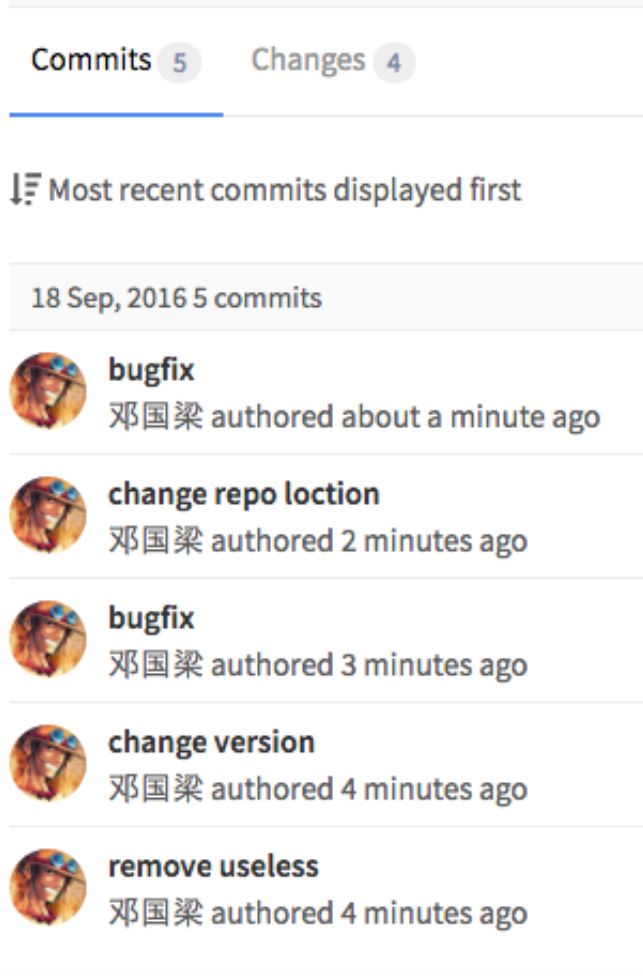 Commits 5 Changes 4
Most recent commits displayed first
18 Sep, 2016 5 commits
bugfix
邓国梁 authored about a minute ago
change repo loction
邓国梁 authored 2 minutes ago
bugfix
邓国梁 authored 3 minutes ago
change version
邓国梁 authored 4 minutes ago
remove useless
邓国梁 authored 4 minutes ago